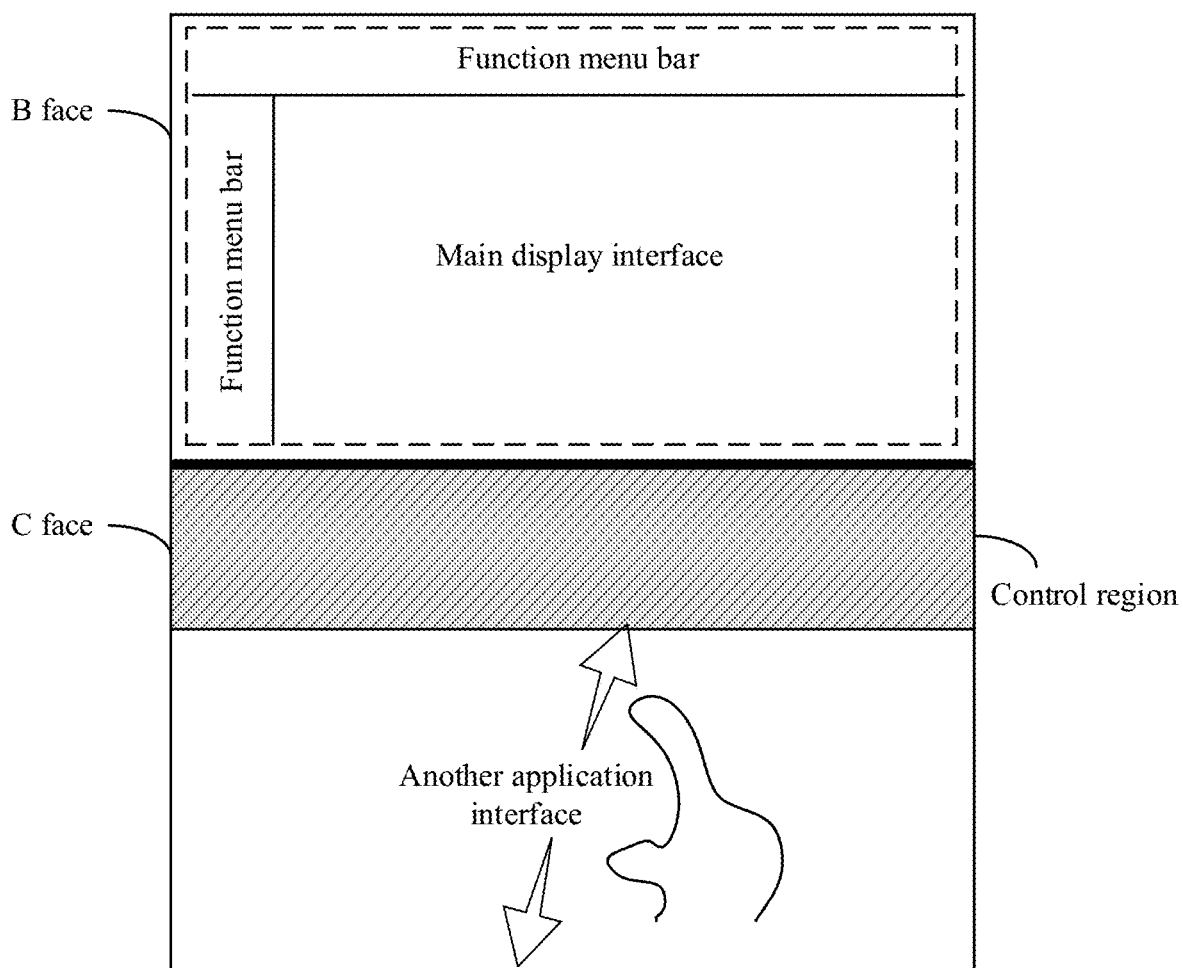 Function menu bar
B face
Function menu bar
Main display interface
C face
Control region
Another application
interface